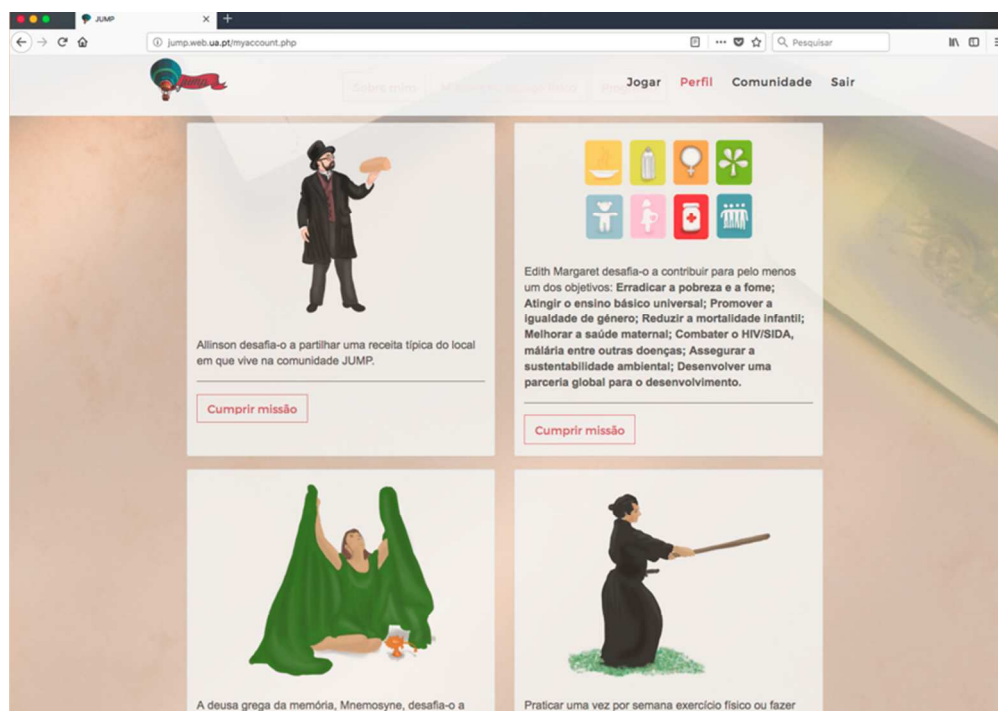 JUMP
jump.web.ua.pt/myaccount.php
Pesquisar
JUMP
Jogar Perfil Comunidade Sair
Sobre mim
Allinson desafia-o a partilhar uma receita típica do local
em que vive na comunidade JUMP.
Cumprir missão
Edith Margaret desafia-o a contribuir para pelo menos
um dos objetivos: Erradicar a pobreza e a fome;
Atingir o ensino básico universal; Promover a
igualdade de género; Reduzir a mortalidade infantil;
Melhorar a saúde maternal; Combater o HIV/SIDA,
málária entre outras doenças; Assegurar a
sustentabilidade ambiental; Desenvolver uma
parceria global para o desenvolvimento.
Cumprir missão
A deusa grega da memória, Mnemosyne, desafia-o a
Praticar uma vez por semana exercício físico ou fazer